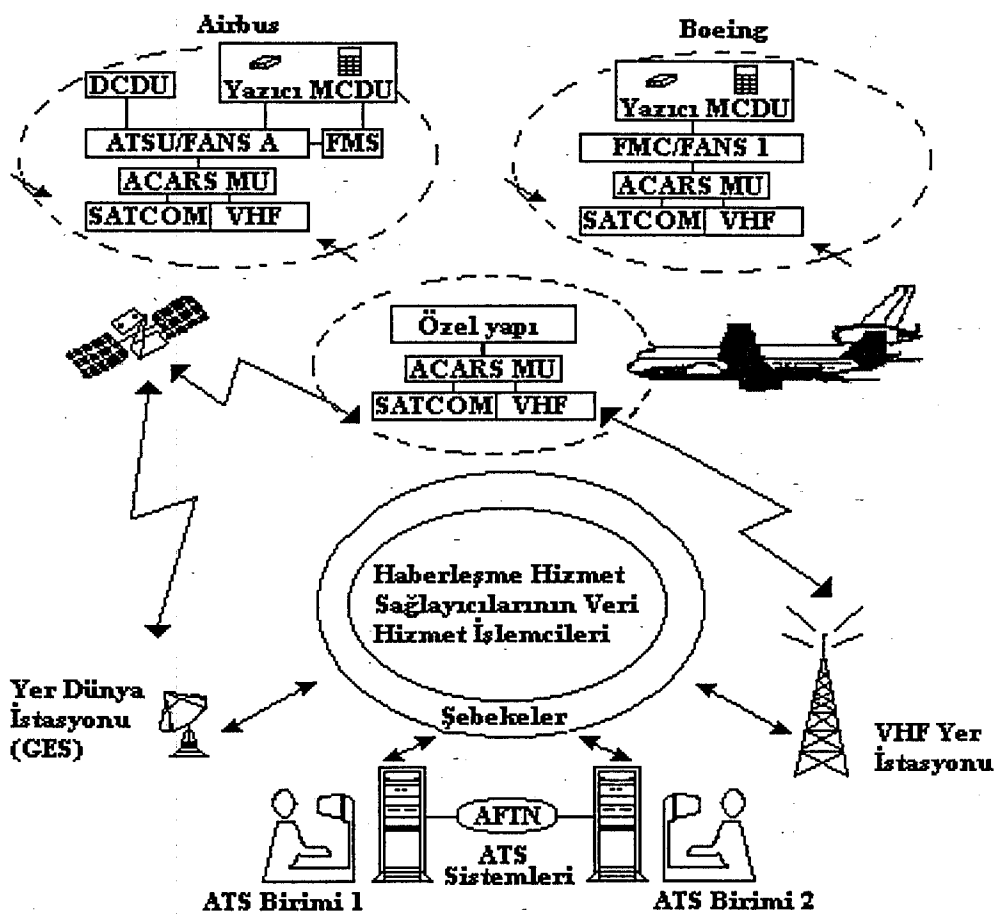 Airbus
Boeing
DCDU
Yazıcı MCDU
ATSU/FANS A
FMS
ACARS MU
SATCOM
VHF
Yazıcı MCDU
FMC/FANS 1
ACARS MU
SATCOM
VHF
Özel yapı
ACARS MU
SATCOM
VHF
Haberleşme Hizmet
Sağlayıcılarının Veri
Hizmet İşlemcileri
Şebekeler
Yer Dünya
İstasyonu
(GES)
VHF Yer
İstasyonu
AFTN
ATS
Sistemleri
ATS Birimi 1
ATS Birimi 2